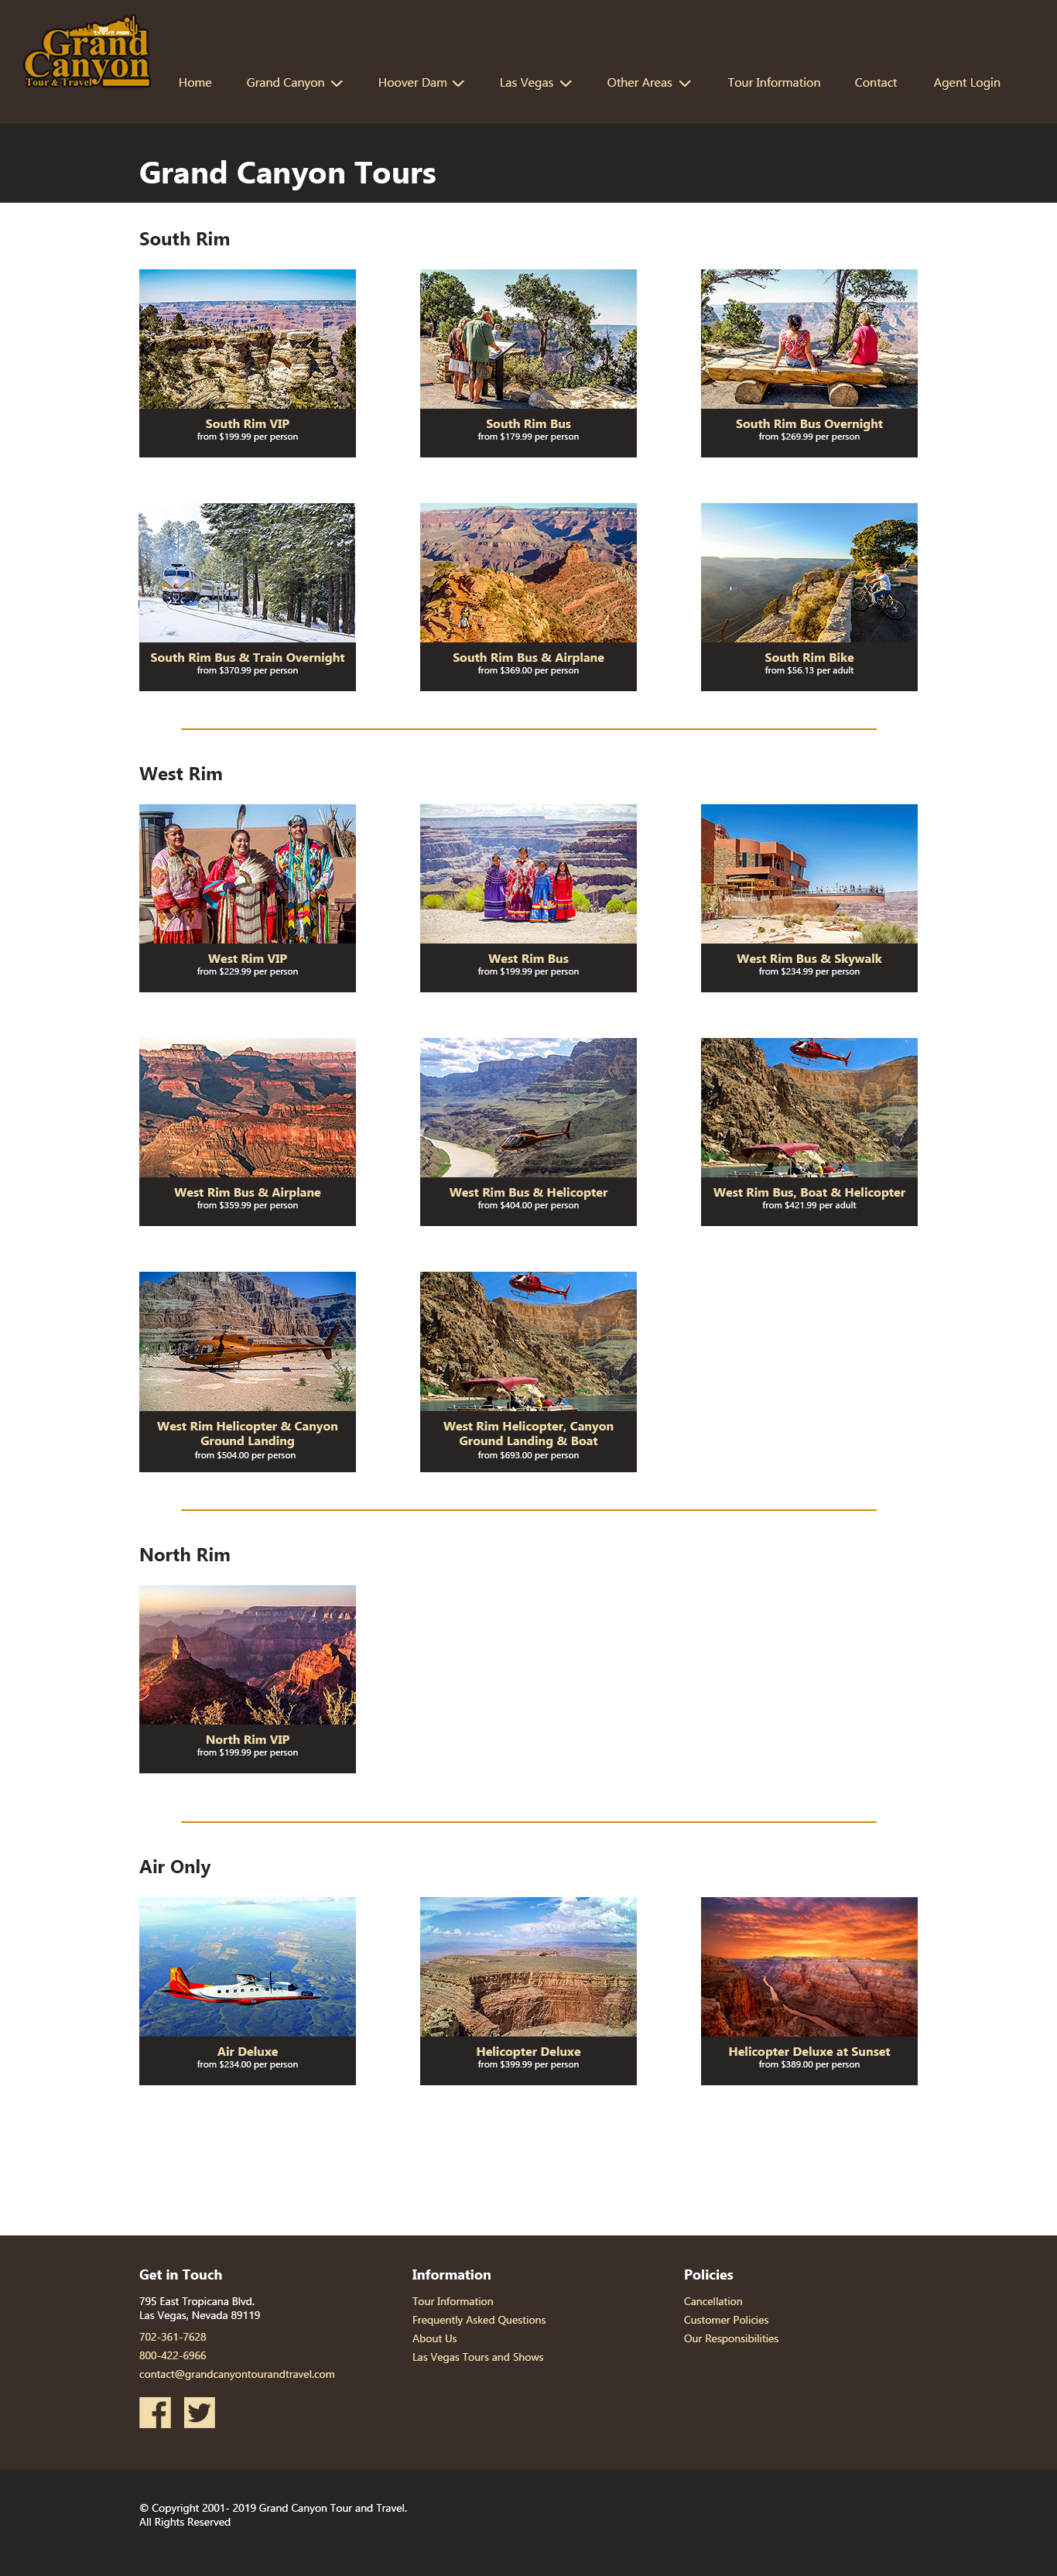 Grand
Canyon
Tour & Travel
Home Grand Canyon Hoover Dam Las Vegas Other Areas Tour Information Contact Agent Login
Grand Canyon Tours
South Rim
South Rim VIP
from $199.99 per person
South Rim Bus
from $179.99 per person
South Rim Bus Overnight
from $269.99 per person
South Rim Bus & Train Overnight
from $370.99 per person
South Rim Bus & Airplane
from $369.00 per person
South Rim Bike
from $56.13 per adult
West Rim
West Rim VIP
from $229.99 per person
West Rim Bus
from $199.99 per person
West Rim Bus & Skywalk
from $234.99 per person
West Rim Bus & Airplane
from $359.99 per person
West Rim Bus & Helicopter
from $404.00 per person
West Rim Bus, Boat & Helicopter
from $421.99 per adult
West Rim Helicopter & Canyon
Ground Landing
from $504.00 per person
West Rim Helicopter, Canyon
Ground Landing & Boat
from $693.00 per person
North Rim
North Rim VIP
from $199.99 per person
Air Only
Air Deluxe
from $234.00 per person
Helicopter Deluxe
from $399.99 per person
Helicopter Deluxe at Sunset
from $389.00 per person
Get in Touch
795 East Tropicana Blvd.
Las Vegas, Nevada 89119
702-361-7628
800-422-6966
contact@grandcanyontourandtravel.com
Information
Tour Information
Frequently Asked Questions
About Us
Las Vegas Tours and Shows
Policies
Cancellation
Customer Policies
Our Responsibilities
© Copyright 2001- 2019 Grand Canyon Tour and Travel.
All Rights Reserved